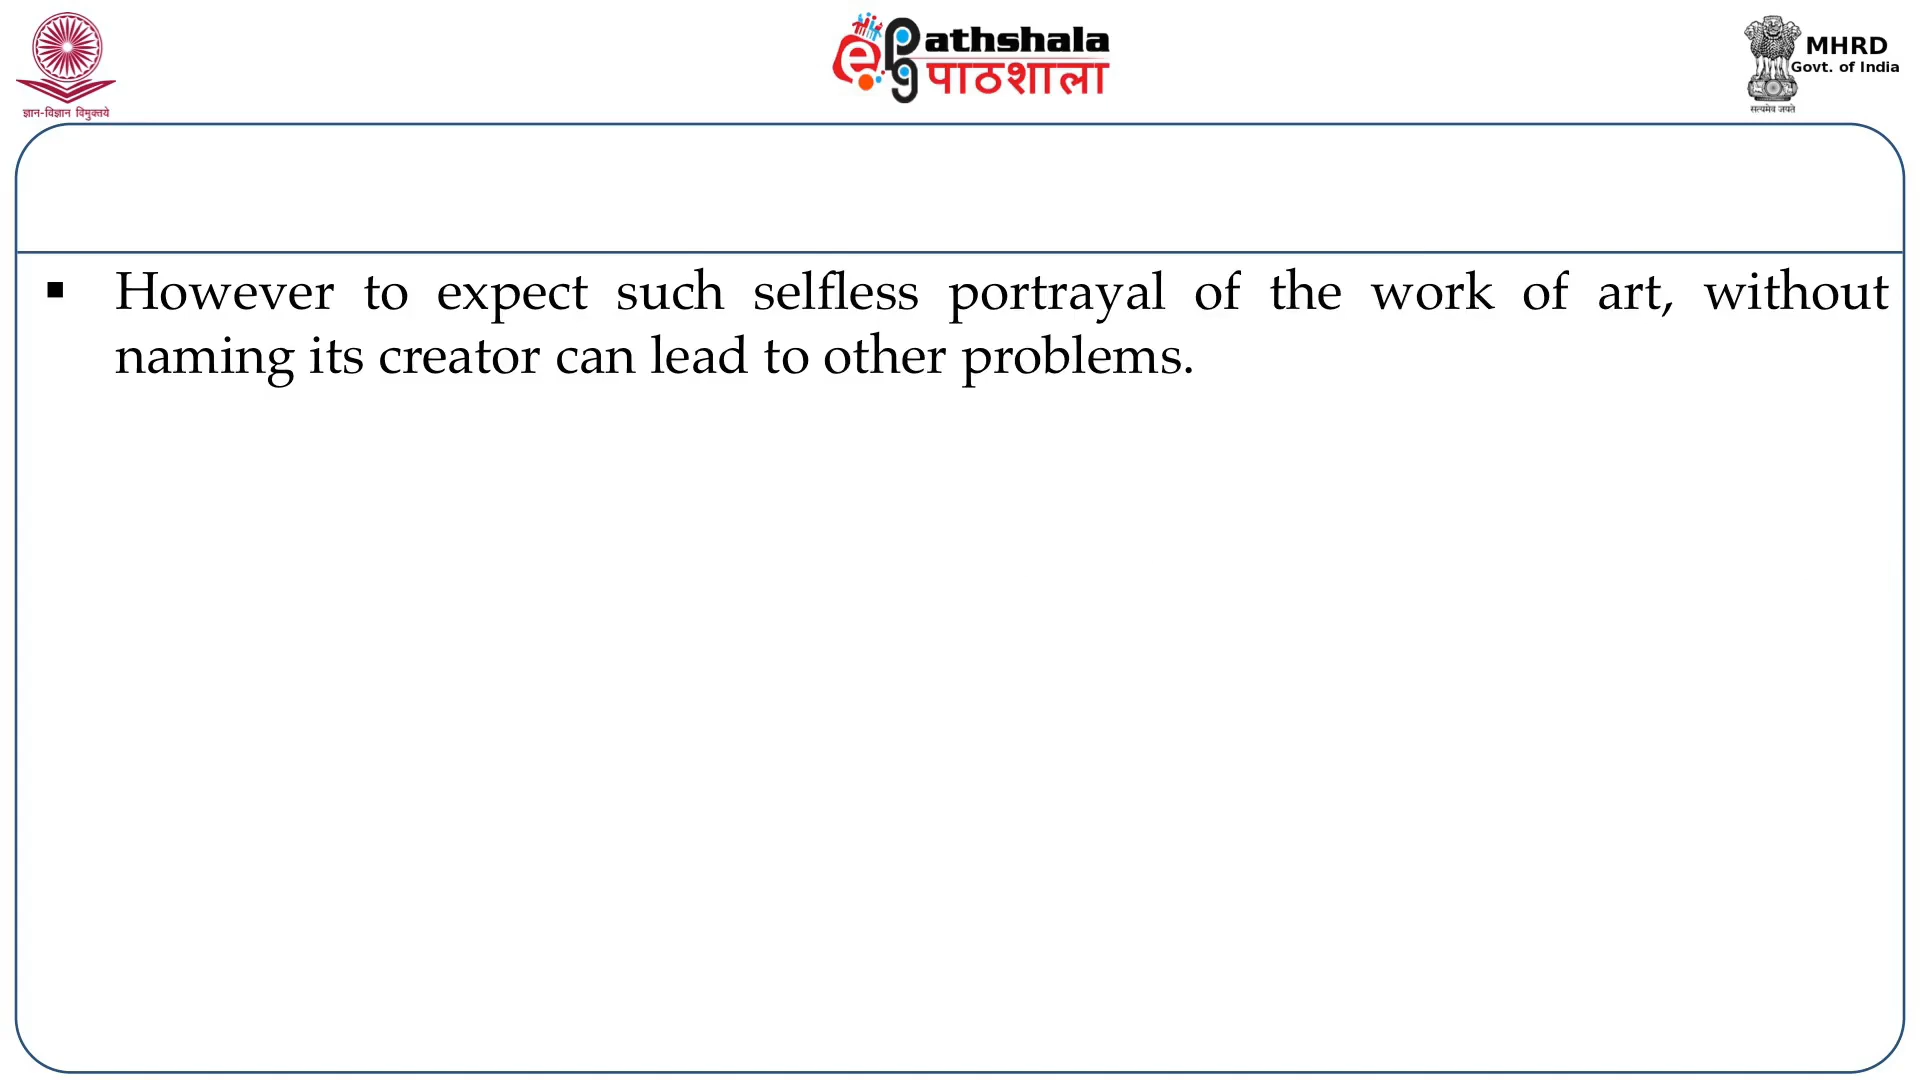 ज्ञान-विज्ञान विमुक्तये
e PG Pathshala
पाठशाला
MHRD
Govt. of India
सत्यमेव जयते
▪ However to expect such selfless portrayal of the work of art, without
naming its creator can lead to other problems.